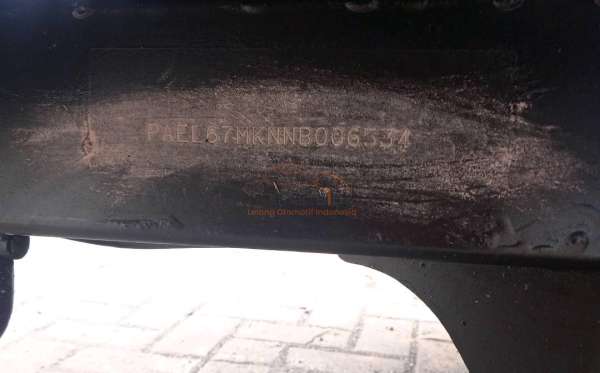 PAEL67MKNNB006534
Lelang Otomotif Indonesia